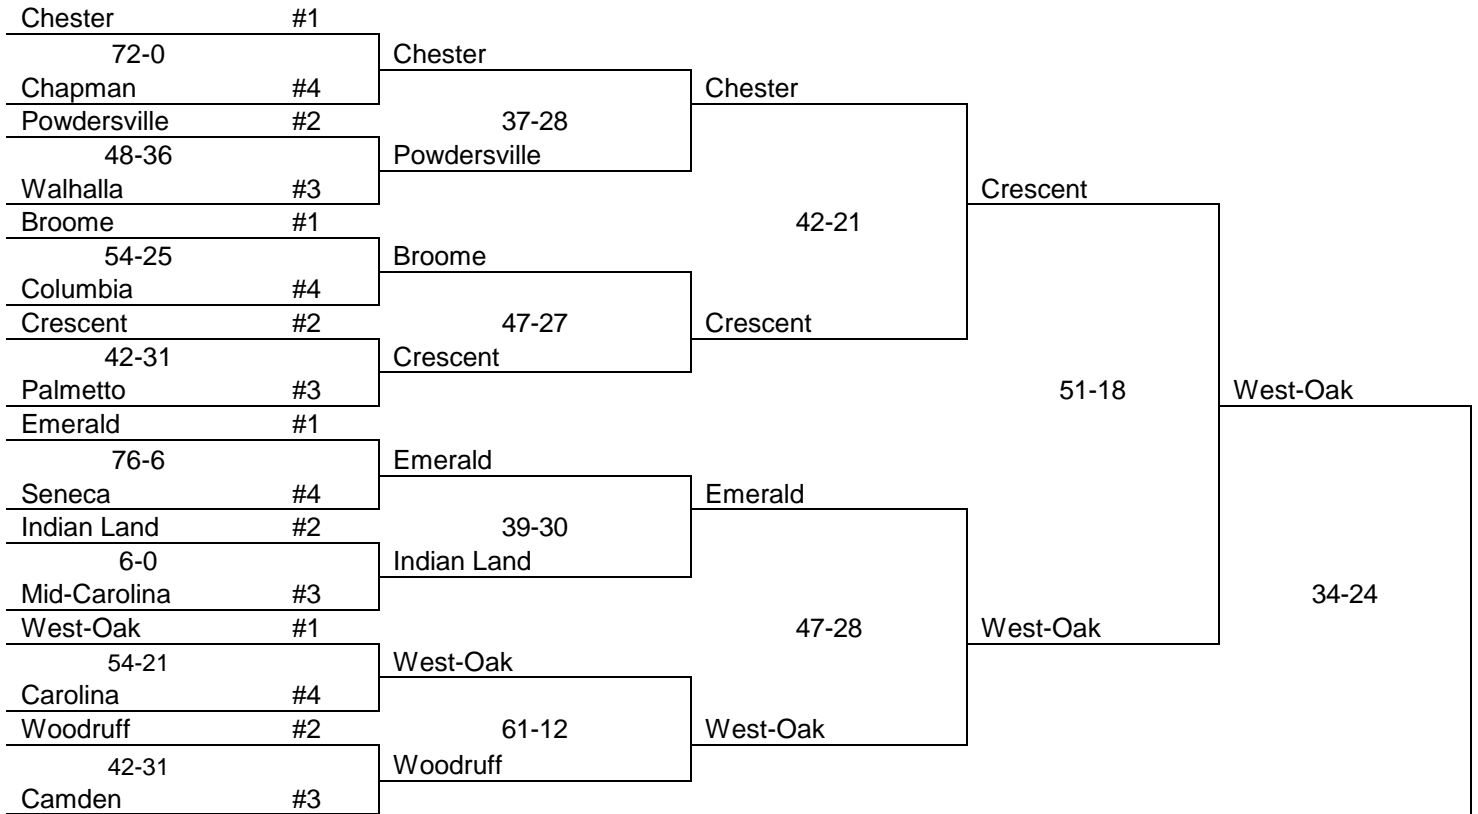 Chester #1
72-0 Chester
Chapman #4 Chester
Powdersville #2 37-28
48-36 Powdersville
Walhalla #3 Crescent
Broome #1 42-21
54-25 Broome
Columbia #4
Crescent #2 47-27 Crescent
42-31 Crescent
Palmetto #3 51-18 West-Oak
Emerald #1
76-6 Emerald
Seneca #4 Emerald
Indian Land #2 39-30
6-0 Indian Land
Mid-Carolina #3 34-24
West-Oak #1 47-28 West-Oak
54-21 West-Oak
Carolina #4
Woodruff #2 61-12 West-Oak
42-31 Woodruff
Camden #3